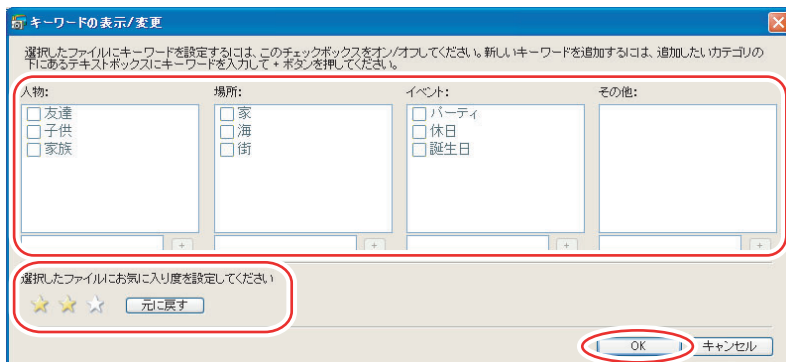 キーワードの表示/変更
選択したファイルにキーワードを設定するには、このチェックボックスをオン/オフしてください。新しいキーワードを追加するには、追加したいカテゴリの
下にあるテキストボックスにキーワードを入力して + ボタンを押してください。
人物: 場所: イベント: その他:
友達 家 パーティ
子供 海 休日
家族 街 誕生日
+ + + +
選択したファイルにお気に入り度を設定してください
元に戻す
OK キャンセル